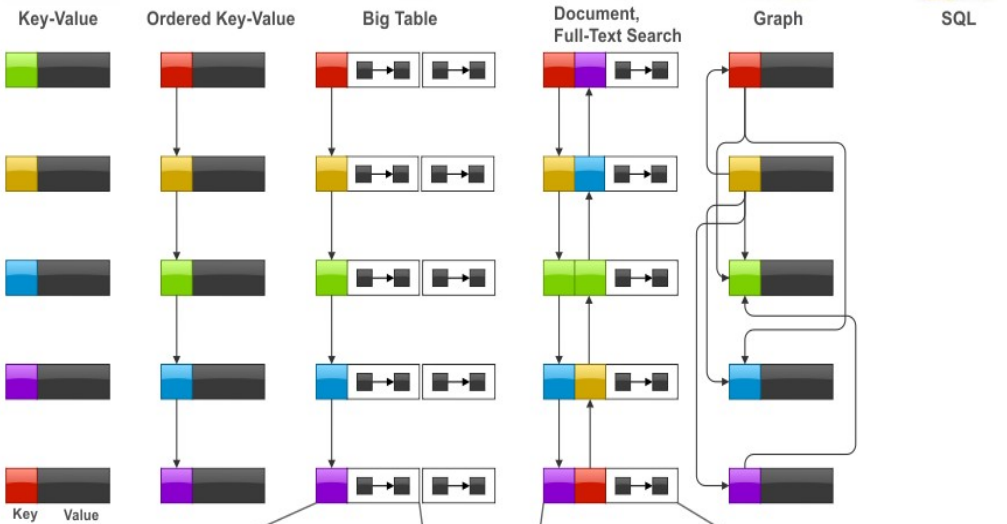 Key-Value
Ordered Key-Value
Big Table
Document,
Full-Text Search
Graph
SQL
Key
Value